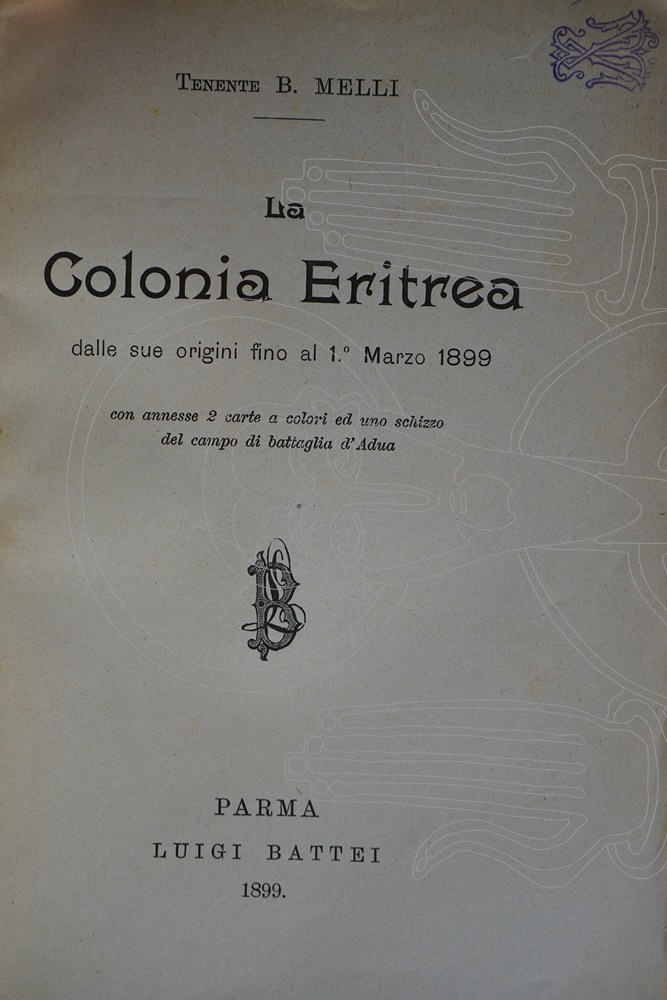 Tenente B. MELLI
La
Colonia Eritrea
dalle sue origini fino al 1.º Marzo 1899
con annesse 2 carte a colori ed uno schizzo
del campo di battaglia d'Adua
PARMA
LUIGI BATTEI
1899.